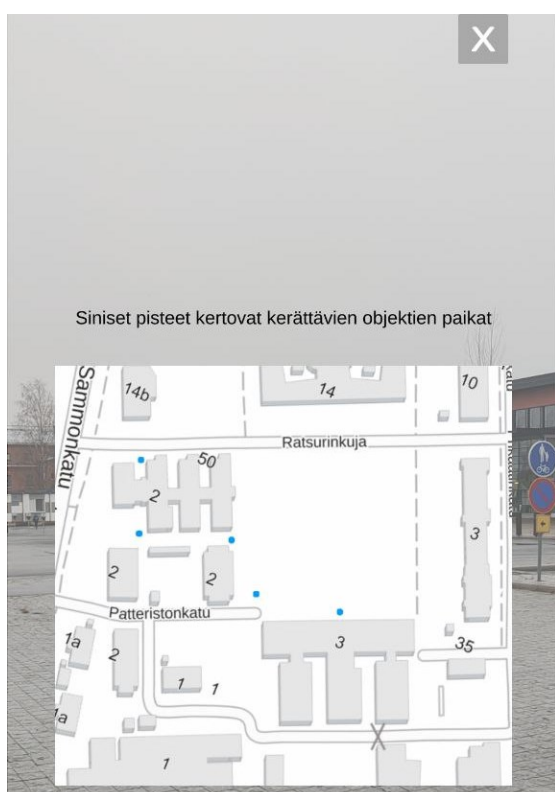 X
Siniset pisteet kertovat kerättävien objektien paikat
Sammonkatu
14b
14
10
Ratsurinkuja
50
2
3
2
2
Patteristonkatu
1a
2
3
35
1
1
1a
1